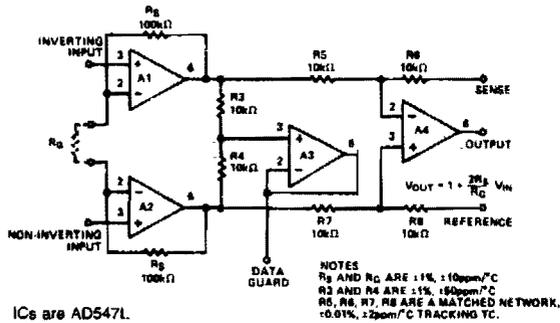 RS
100kΩ
INVERTING
INPUT
3
+
A1
6
2
−
R5
10kΩ
R6
10kΩ
SENSE
R3
10kΩ
RG
3
+
A3
6
2
−
2
−
A4
6
3
+
OUTPUT
R4
10kΩ
VOUT = 1 + 2RS/RG VIN
2
−
A2
6
3
+
NON-INVERTING
INPUT
R7
10kΩ
R8
10kΩ
REFERENCE
RS
100kΩ
DATA
GUARD
NOTES
RS AND RG ARE ±1%, ±10ppm/°C
R3 AND R4 ARE ±1%, ±50ppm/°C
R5, R6, R7, R8 ARE A MATCHED NETWORK,
±0.01%, ±2ppm/°C TRACKING TC.
ICs are AD547L.